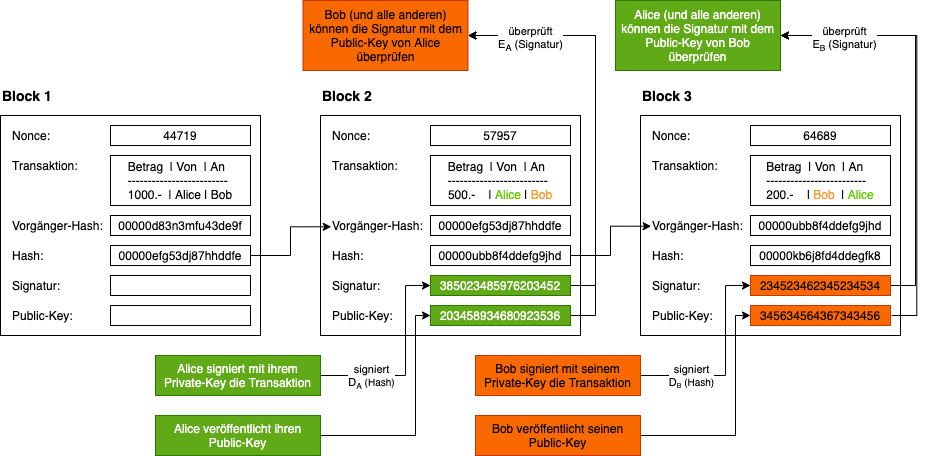 Bob (und alle anderen)
können die Signatur mit dem
Public-Key von Alice
überprüfen
überprüft
E_A (Signatur)
Alice (und alle anderen)
können die Signatur mit dem
Public-Key von Bob
überprüfen
überprüft
E_B (Signatur)
Block 1
Nonce: 44719
Transaktion:
Betrag | Von | An
-------------------------
1000.- | Alice | Bob
Vorgänger-Hash: 00000d83n3mfu43de9f
Hash: 00000efg53dj87hhddfe
Signatur:
Public-Key:
Block 2
Nonce: 57957
Transaktion:
Betrag | Von | An
-------------------------
500.- | Alice | Bob
Vorgänger-Hash: 00000efg53dj87hhddfe
Hash: 00000ubb8f4ddefg9jhd
Signatur: 385023485976203452
Public-Key: 203458934680923536
Block 3
Nonce: 64689
Transaktion:
Betrag | Von | An
-------------------------
200.- | Bob | Alice
Vorgänger-Hash: 00000ubb8f4ddefg9jhd
Hash: 00000kb6j8fd4ddegfk8
Signatur: 234523462345234534
Public-Key: 345634564367343456
Alice signiert mit ihrem
Private-Key die Transaktion
signiert
D_A (Hash)
Bob signiert mit seinem
Private-Key die Transaktion
signiert
D_B (Hash)
Alice veröffentlicht ihren
Public-Key
Bob veröffentlicht seinen
Public-Key